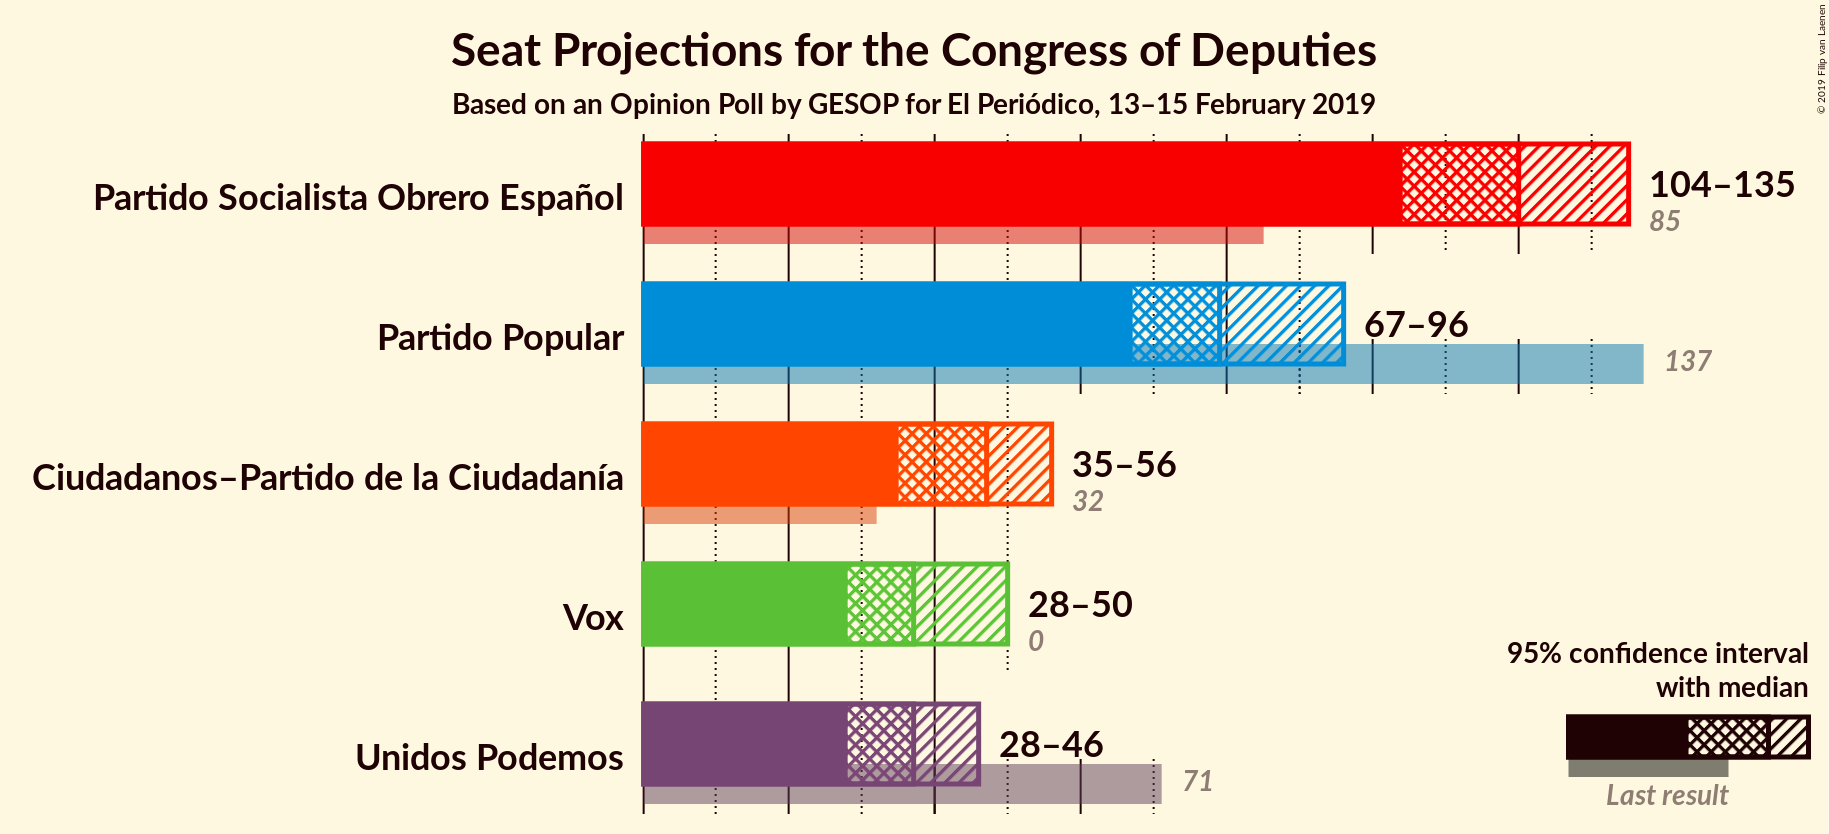 Seat Projections for the Congress of Deputies
Based on an Opinion Poll by GESOP for El Periódico, 13–15 February 2019
© 2019 Filip van Laenen
Partido Socialista Obrero Español
104–135
85
Partido Popular
67–96
137
Ciudadanos–Partido de la Ciudadanía
35–56
32
Vox
28–50
0
Unidos Podemos
28–46
71
95% confidence interval
with median
Last result